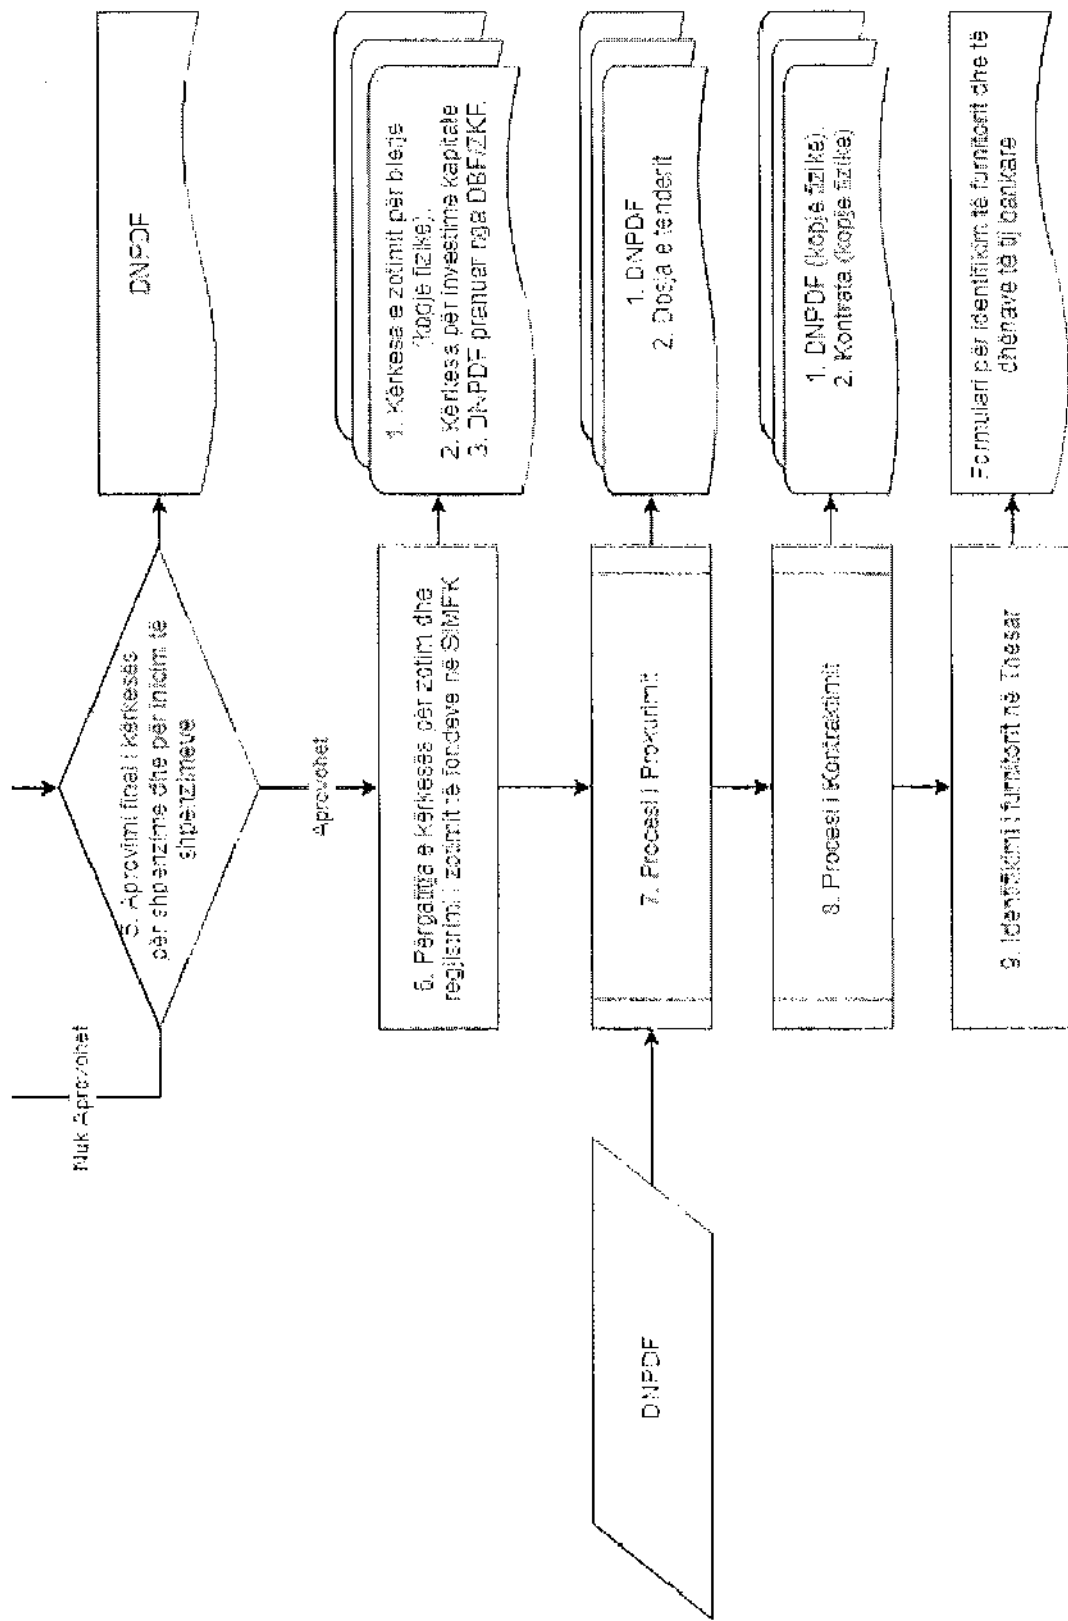 DNPDF
5. Aprovimi final i kërkesës
për shpenzime dhe për inicim të
shpenzimeve
Nuk Aprovohet
Aprovohet
1. Kërkesa e zotimit për blerje
(kopje fizike).
2. Kërkesa për investime kapitale
3. DNPDF pranuar nga DBF/ZKF.
6. Përgatitja e kërkesës për zotim dhe
regjistrimi i zotimit të fondeve në SIMFK
1. DNPDF
2. Dosja e tenderit
7. Procesi i Prokurimit
DNPDF
1. DNPDF (kopje fizike).
2. Kontrata (kopje fizike)
8. Procesi i Kontraktimit
Formulari për identifikim të furnitorit dhe të
dhënave të tij bankare
9. Identifikimi i furnitorit në Thesar